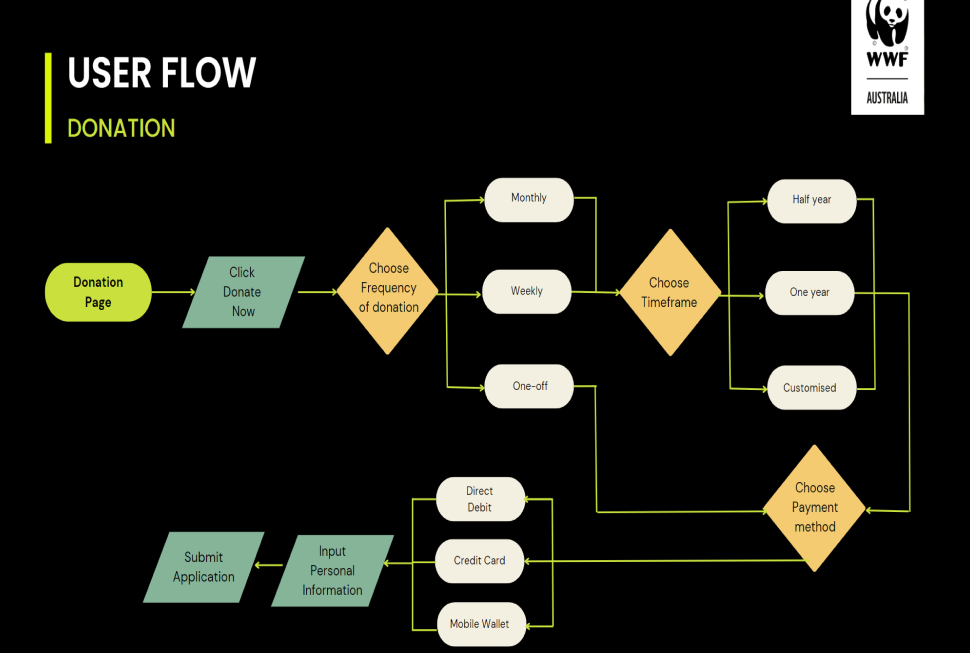 USER FLOW
DONATION
WWF
AUSTRALIA
Donation
Page
Click
Donate
Now
Choose
Frequency
of donation
Monthly
Weekly
One-off
Choose
Timeframe
Half year
One year
Customised
Choose
Payment
method
Direct
Debit
Credit Card
Mobile Wallet
Input
Personal
Information
Submit
Application